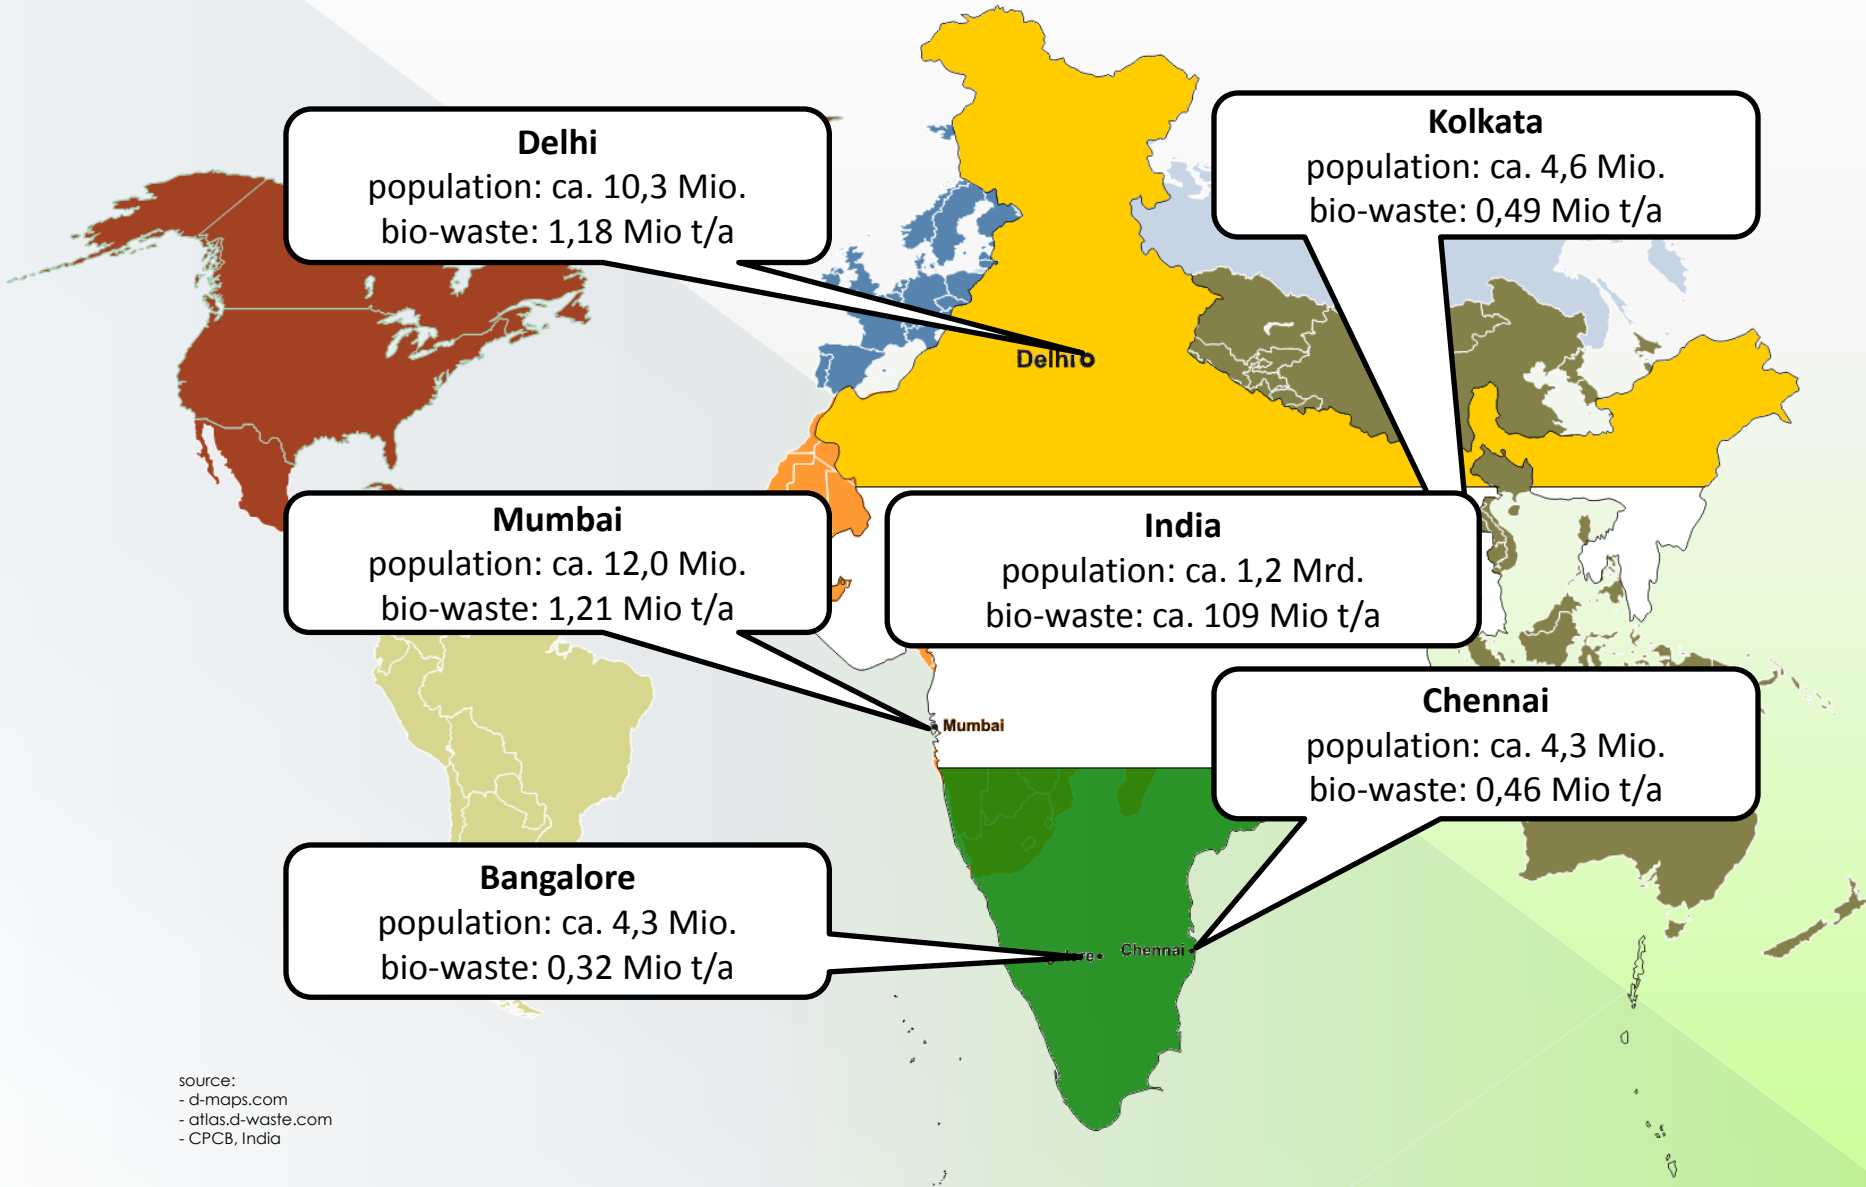 Delhi
population: ca. 10,3 Mio.
bio-waste: 1,18 Mio t/a
Kolkata
population: ca. 4,6 Mio.
bio-waste: 0,49 Mio t/a
Delhi
Mumbai
population: ca. 12,0 Mio.
bio-waste: 1,21 Mio t/a
India
population: ca. 1,2 Mrd.
bio-waste: ca. 109 Mio t/a
Mumbai
Chennai
population: ca. 4,3 Mio.
bio-waste: 0,46 Mio t/a
Bangalore
population: ca. 4,3 Mio.
bio-waste: 0,32 Mio t/a
Chennai
source:
- d-maps.com
- atlas.d-waste.com
- CPCB, India